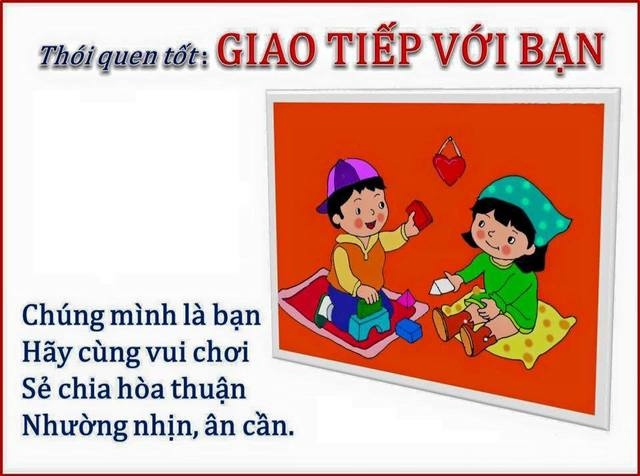 Thói quen tốt: GIAO TIẾP VỚI BẠN
Chúng mình là bạn
Hãy cùng vui chơi
Sẻ chia hòa thuận
Nhường nhịn, ân cần.